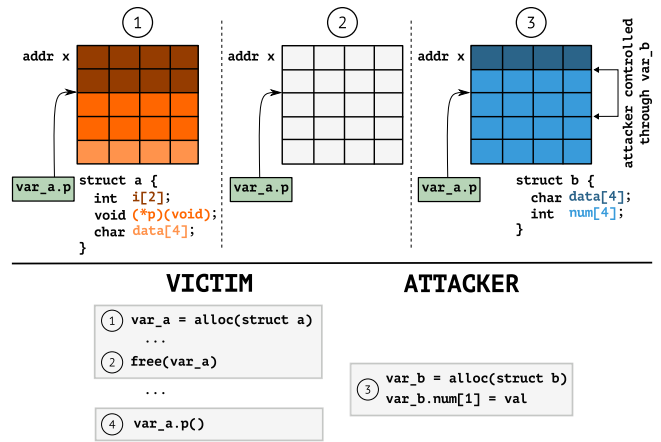 1
2
3
addr x
addr x
addr x
attacker controlled
through var_b
var_a.p
var_a.p
var_a.p
struct a {
int i[2];
void (*p)(void);
char data[4];
}
struct b {
char data[4];
int num[4];
}
VICTIM
ATTACKER
1 var_a = alloc(struct a)
...
2 free(var_a)
...
4 var_a.p()
3 var_b = alloc(struct b)
var_b.num[1] = val